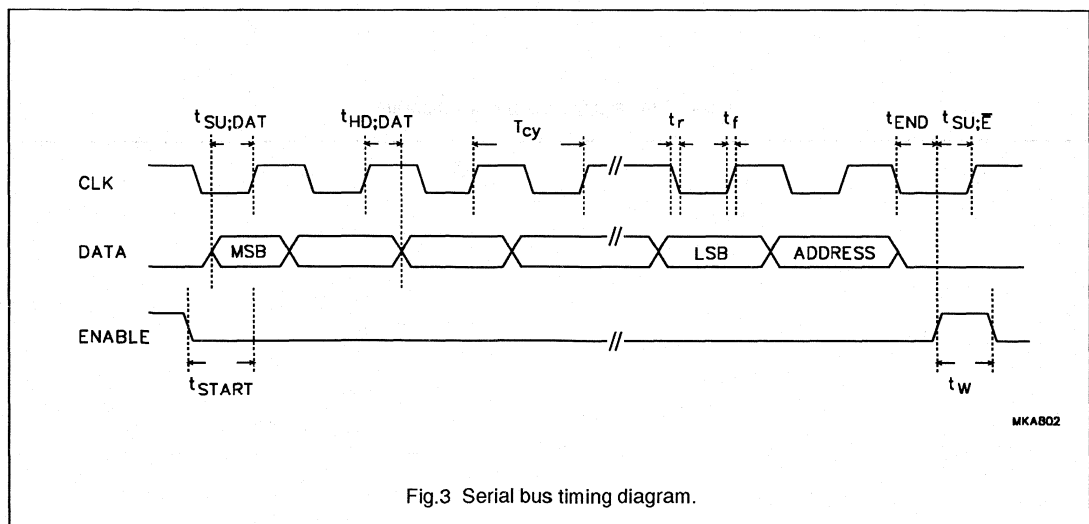 tSU;DAT tHD;DAT Tcy tr tf tEND tSU;E̅
CLK
//
DATA MSB // LSB ADDRESS
ENABLE //
tSTART tW
MKA802
Fig.3 Serial bus timing diagram.